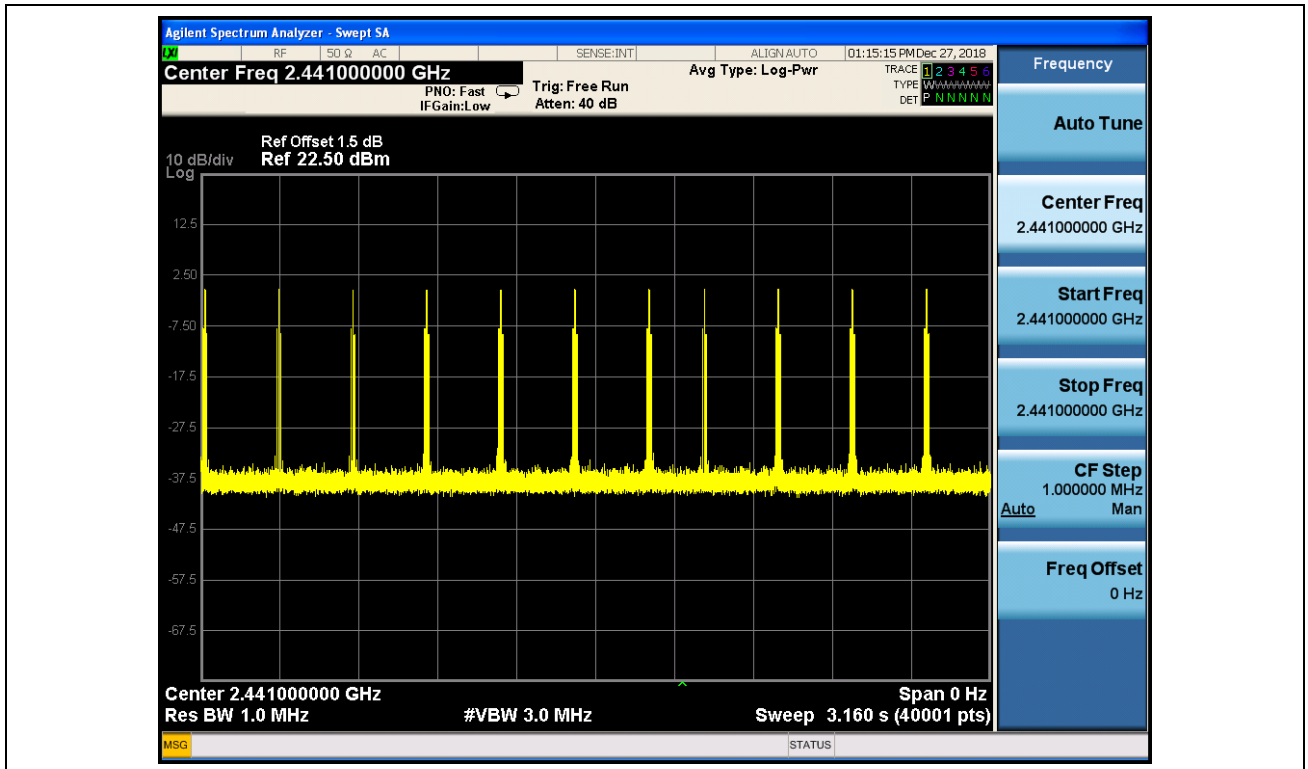 Agilent Spectrum Analyzer - Swept SA
LXI RF 50 Ω AC SENSE:INT ALIGN AUTO 01:15:15 PM Dec 27, 2018
Center Freq 2.441000000 GHz
PNO: Fast
IFGain:Low
Trig: Free Run
Atten: 40 dB
Avg Type: Log-Pwr
TRACE 1 2 3 4 5 6
TYPE WWWWWW
DET P N N N N N
Ref Offset 1.5 dB
10 dB/div Ref 22.50 dBm
Log
12.5
2.50
-7.50
-17.5
-27.5
-37.5
-47.5
-57.5
-67.5
Center 2.441000000 GHz Span 0 Hz
Res BW 1.0 MHz #VBW 3.0 MHz Sweep 3.160 s (40001 pts)
MSG STATUS
Frequency
Auto Tune
Center Freq
2.441000000 GHz
Start Freq
2.441000000 GHz
Stop Freq
2.441000000 GHz
CF Step
1.000000 MHz
Auto Man
Freq Offset
0 Hz